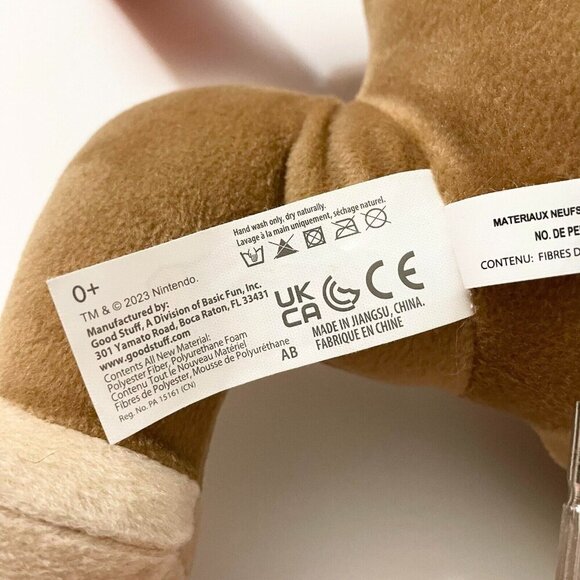 Hand wash only, dry naturally.
Lavage à la main uniquement, séchage naturel.
0+
TM & © 2023 Nintendo.
Manufactured by:
Good Stuff, A Division of Basic Fun, Inc.
301 Yamato Road, Boca Raton, FL 33431
www.goodstuff.com
Contents All New Material:
Polyester Fiber, Polyurethane Foam
Contenu Tout le Nouveau Matériel
Fibres de Polyester, Mousse de Polyuréthane
Reg. No. PA 15161 (CN)
AB
UK
CA
CE
MADE IN JIANGSU, CHINA.
FABRIQUE EN CHINE
MATERIAUX NEUFS
NO. DE
CONTENU: FIBRES